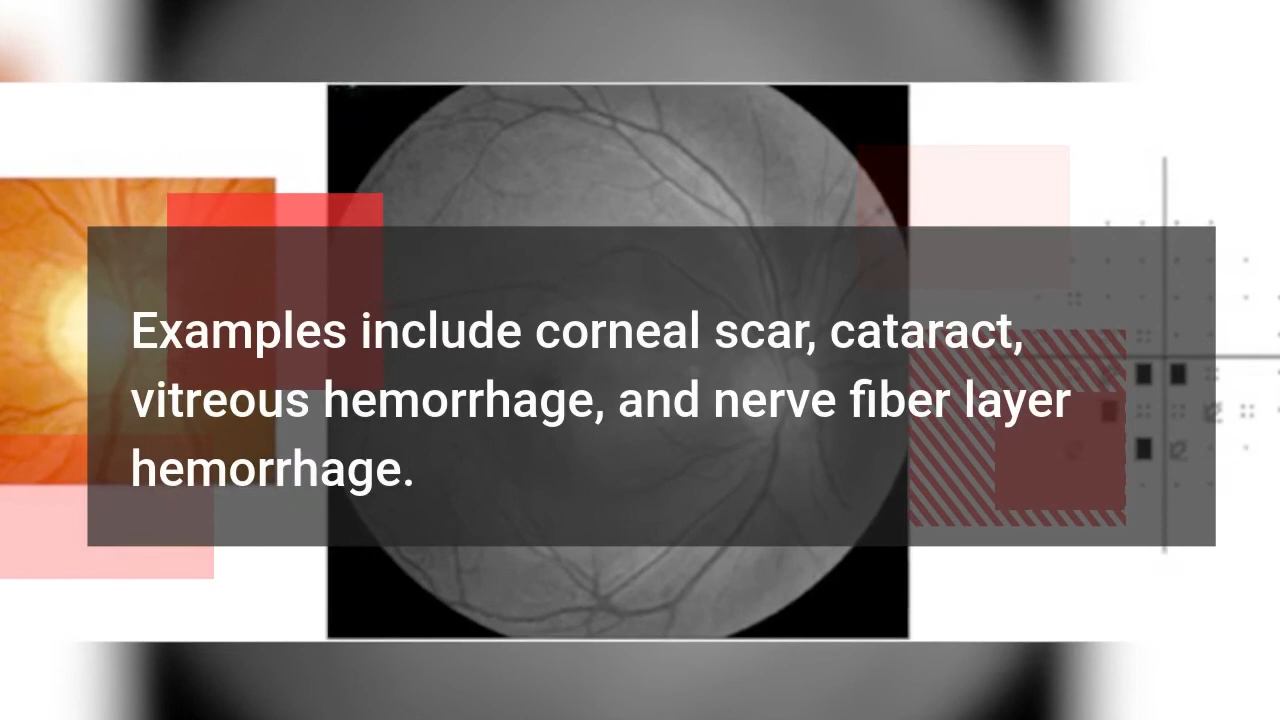 Examples include corneal scar, cataract,
vitreous hemorrhage, and nerve fiber layer
hemorrhage.